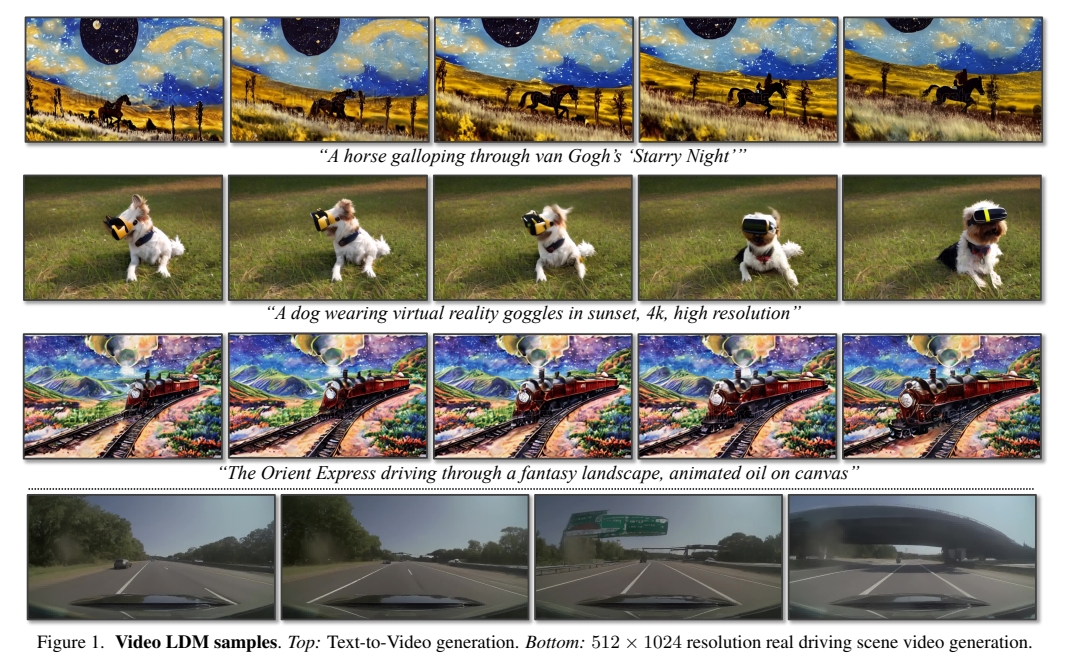 “A horse galloping through van Gogh’s ‘Starry Night’”
“A dog wearing virtual reality goggles in sunset, 4k, high resolution”
“The Orient Express driving through a fantasy landscape, animated oil on canvas”
Figure 1. Video LDM samples. Top: Text-to-Video generation. Bottom: 512 × 1024 resolution real driving scene video generation.